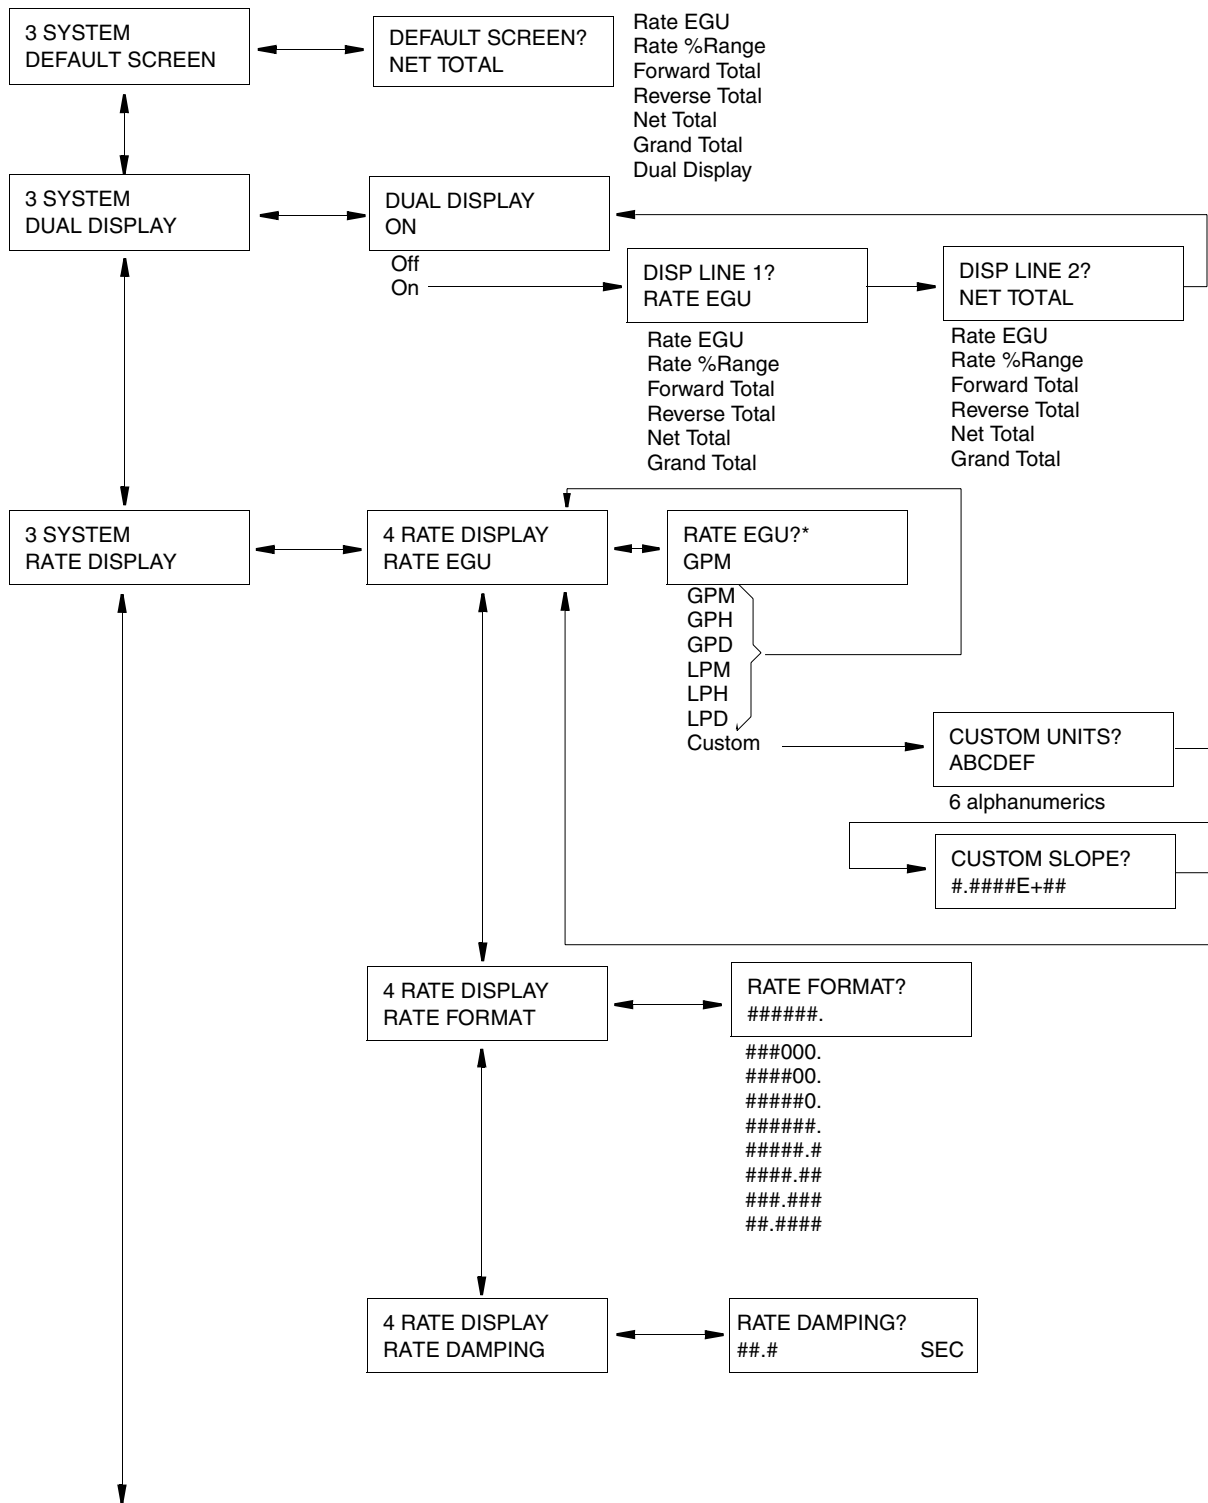 3 SYSTEM
DEFAULT SCREEN
DEFAULT SCREEN?
NET TOTAL
Rate EGU
Rate %Range
Forward Total
Reverse Total
Net Total
Grand Total
Dual Display
3 SYSTEM
DUAL DISPLAY
DUAL DISPLAY
ON
Off
On
DISP LINE 1?
RATE EGU
Rate EGU
Rate %Range
Forward Total
Reverse Total
Net Total
Grand Total
DISP LINE 2?
NET TOTAL
Rate EGU
Rate %Range
Forward Total
Reverse Total
Net Total
Grand Total
3 SYSTEM
RATE DISPLAY
4 RATE DISPLAY
RATE EGU
RATE EGU?*
GPM
GPM
GPH
GPD
LPM
LPH
LPD
Custom
CUSTOM UNITS?
ABCDEF
6 alphanumerics
CUSTOM SLOPE?
#.####E+##
4 RATE DISPLAY
RATE FORMAT
RATE FORMAT?
######.
###000.
####00.
#####0.
######.
#####.#
####.##
###.###
##.####
4 RATE DISPLAY
RATE DAMPING
RATE DAMPING?
##.# SEC